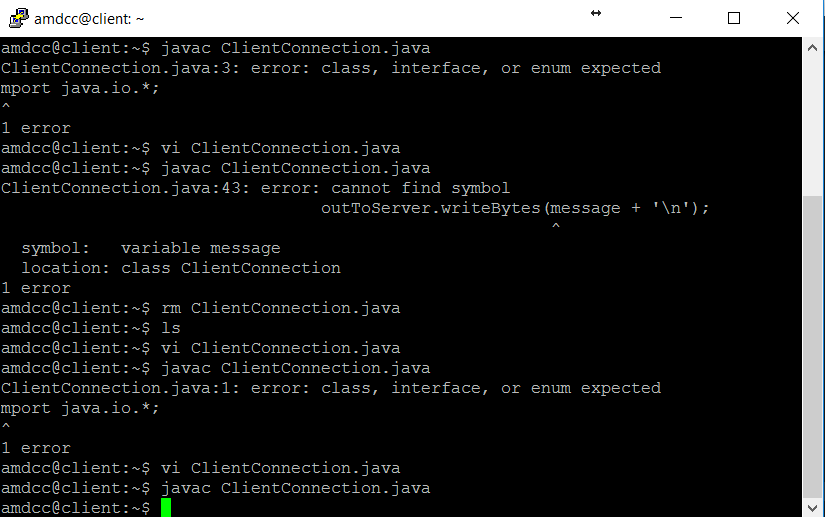 amdcc@client: ~
amdcc@client:~$ javac ClientConnection.java
ClientConnection.java:3: error: class, interface, or enum expected
mport java.io.*;
^
1 error
amdcc@client:~$ vi ClientConnection.java
amdcc@client:~$ javac ClientConnection.java
ClientConnection.java:43: error: cannot find symbol
                                outToServer.writeBytes(message + '\n');
                                                       ^
  symbol:   variable message
  location: class ClientConnection
1 error
amdcc@client:~$ rm ClientConnection.java
amdcc@client:~$ ls
amdcc@client:~$ vi ClientConnection.java
amdcc@client:~$ javac ClientConnection.java
ClientConnection.java:1: error: class, interface, or enum expected
mport java.io.*;
^
1 error
amdcc@client:~$ vi ClientConnection.java
amdcc@client:~$ javac ClientConnection.java
amdcc@client:~$